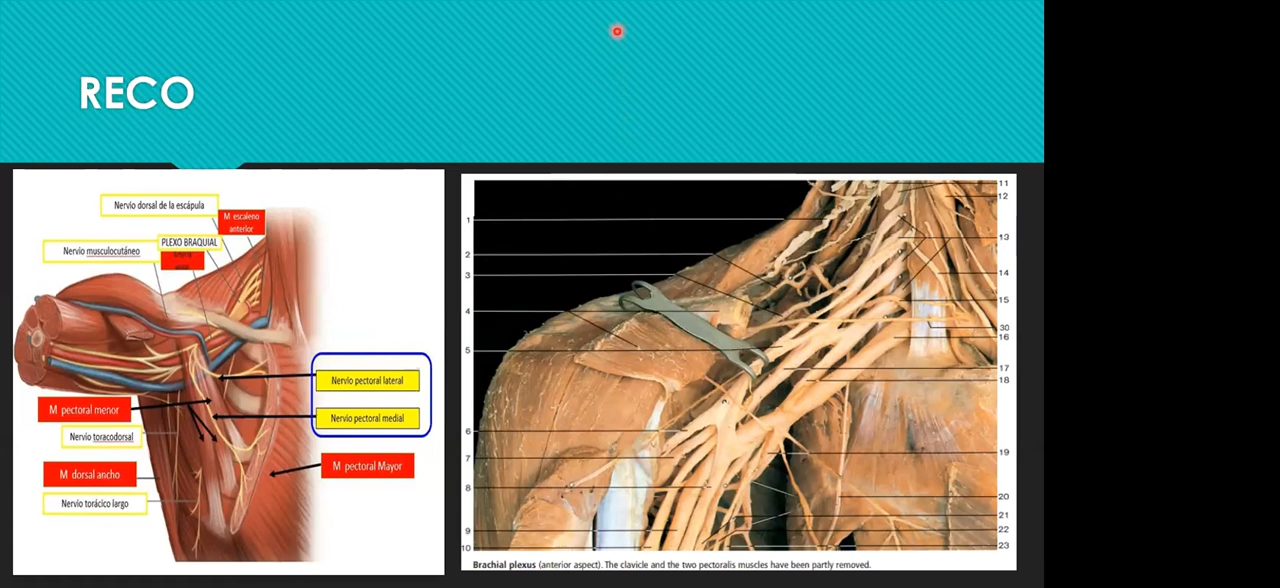 RECO
Nervio dorsal de la escápula
M escaleno
anterior
PLEXO BRAQUIAL
Nervio musculocutáneo
Nervio pectoral lateral
M pectoral menor
Nervio pectoral medial
Nervio toracodorsal
M pectoral Mayor
M dorsal ancho
Nervio torácico largo
1
2
3
4
5
6
7
8
9
10
11
12
13
14
15
30
16
17
18
19
20
21
22
23
Brachial plexus (anterior aspect). The clavicle and the two pectoralis muscles have been partly removed.